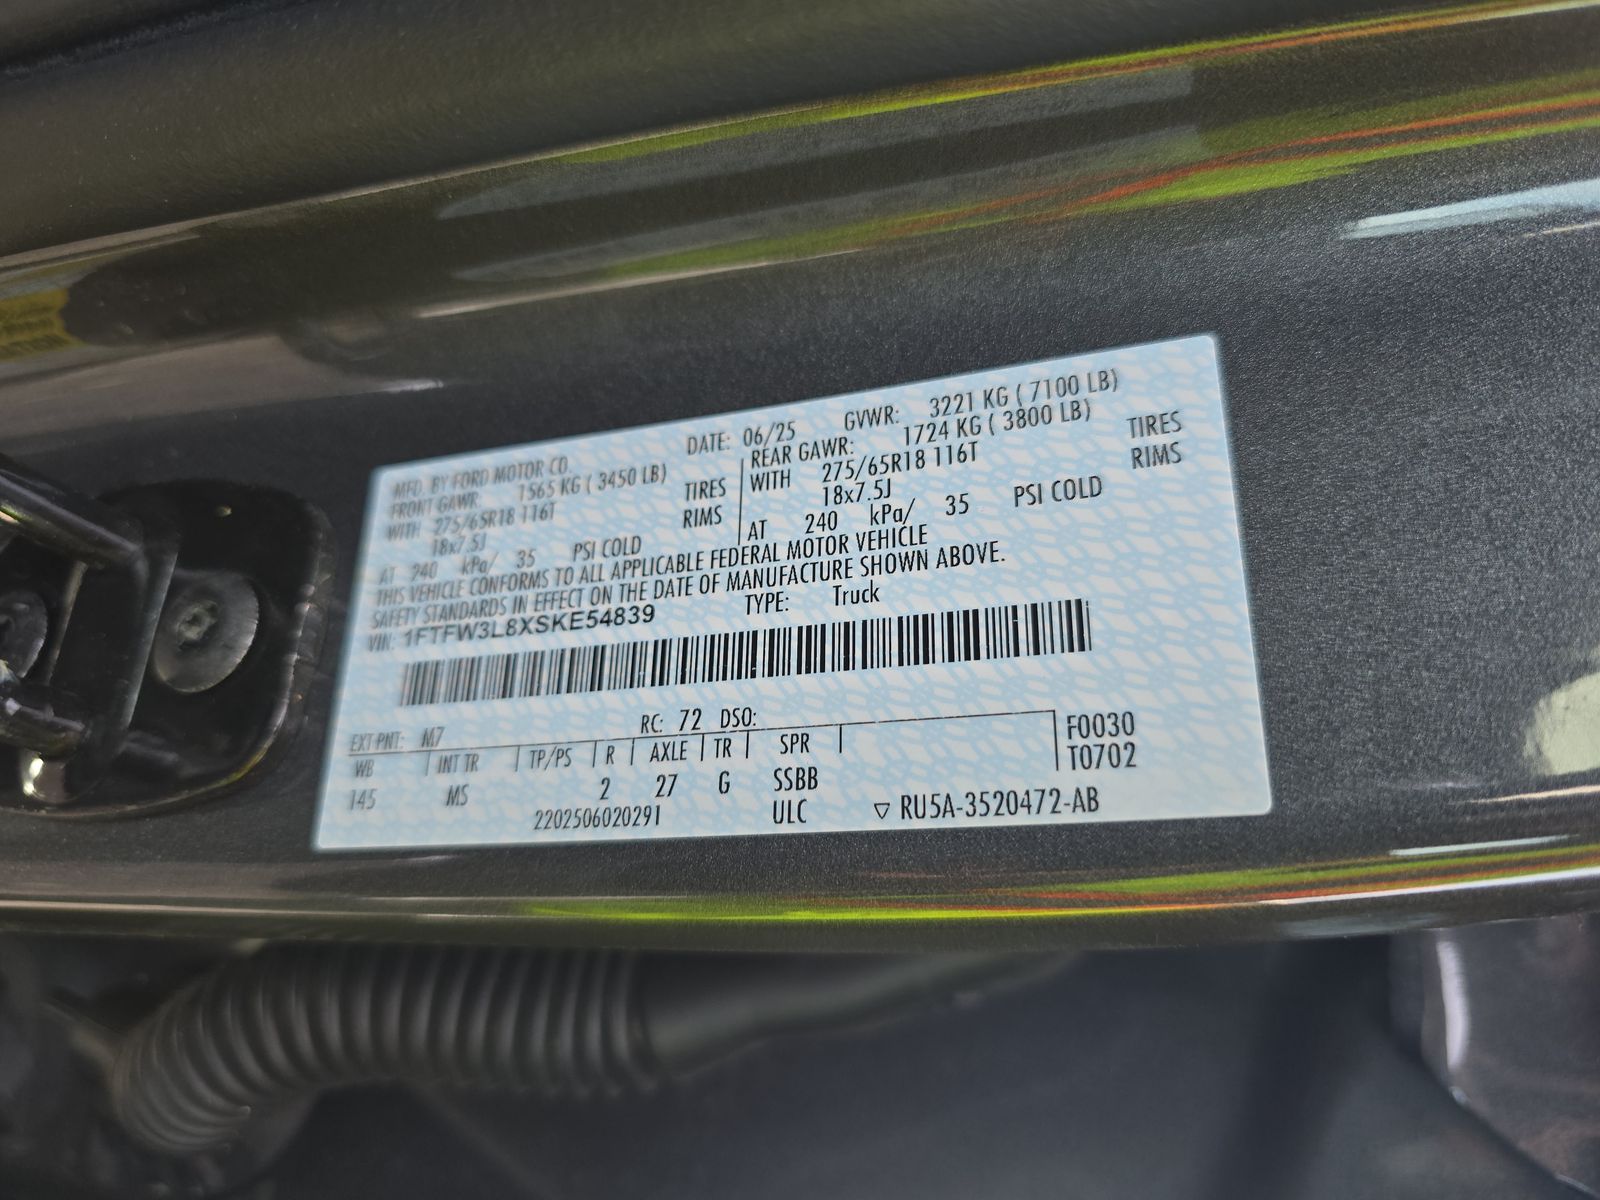 MFD. BY FORD MOTOR CO. DATE: 06/25 GVWR: 3221 KG ( 7100 LB)
FRONT GAWR: 1565 KG ( 3450 LB) REAR GAWR: 1724 KG ( 3800 LB)
WITH 275/65R18 116T TIRES WITH 275/65R18 116T TIRES
18x7.5J RIMS 18x7.5J RIMS
AT 240 kPa/ 35 PSI COLD AT 240 kPa/ 35 PSI COLD
THIS VEHICLE CONFORMS TO ALL APPLICABLE FEDERAL MOTOR VEHICLE
SAFETY STANDARDS IN EFFECT ON THE DATE OF MANUFACTURE SHOWN ABOVE.
VIN: 1FTFW3L8XSKE54839 TYPE: Truck
EXT PNT: M7 RC: 72 DSO: F0030
WB INT TR TP/PS R AXLE TR SPR T0702
145 MS 2 27 G SSBB
2202506020291 ULC ▽ RU5A-3520472-AB